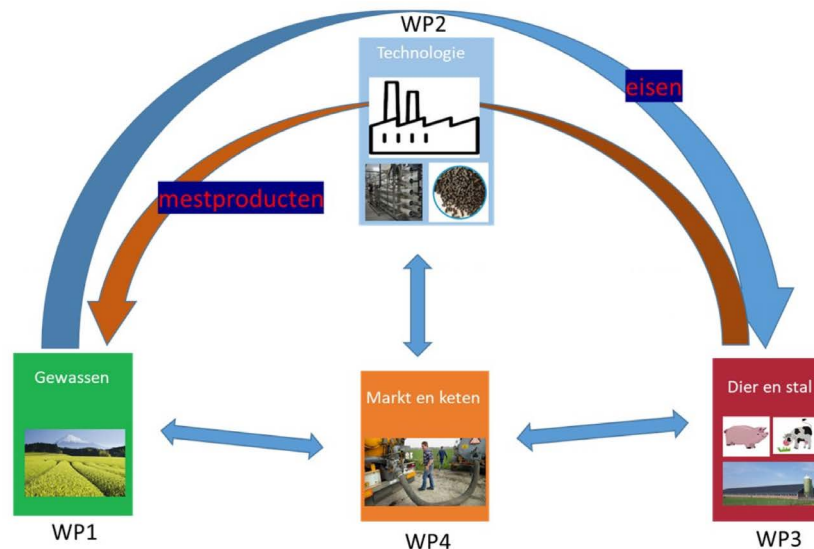 WP2
Technologie
eisen
mestproducten
Gewassen
Markt en keten
Dier en stal
WP1
WP4
WP3